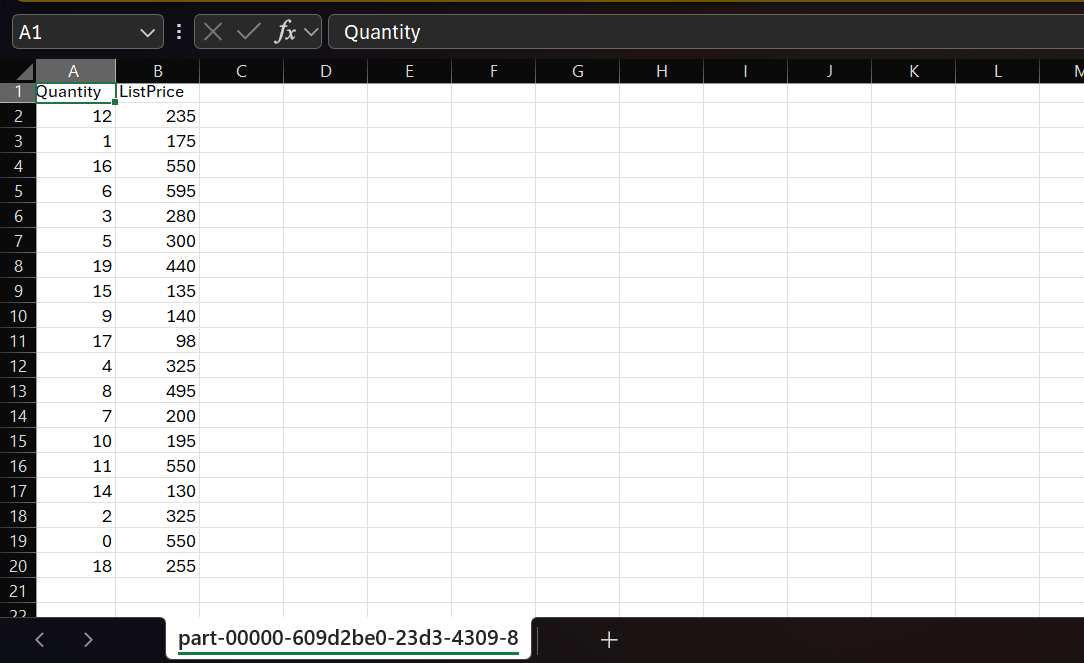 A1 fx Quantity
A B C D E F G H I J K L M
1 Quantity ListPrice
2 12 235
3 1 175
4 16 550
5 6 595
6 3 280
7 5 300
8 19 440
9 15 135
10 9 140
11 17 98
12 4 325
13 8 495
14 7 200
15 10 195
16 11 550
17 14 130
18 2 325
19 0 550
20 18 255
21
22
part-00000-609d2be0-23d3-4309-8